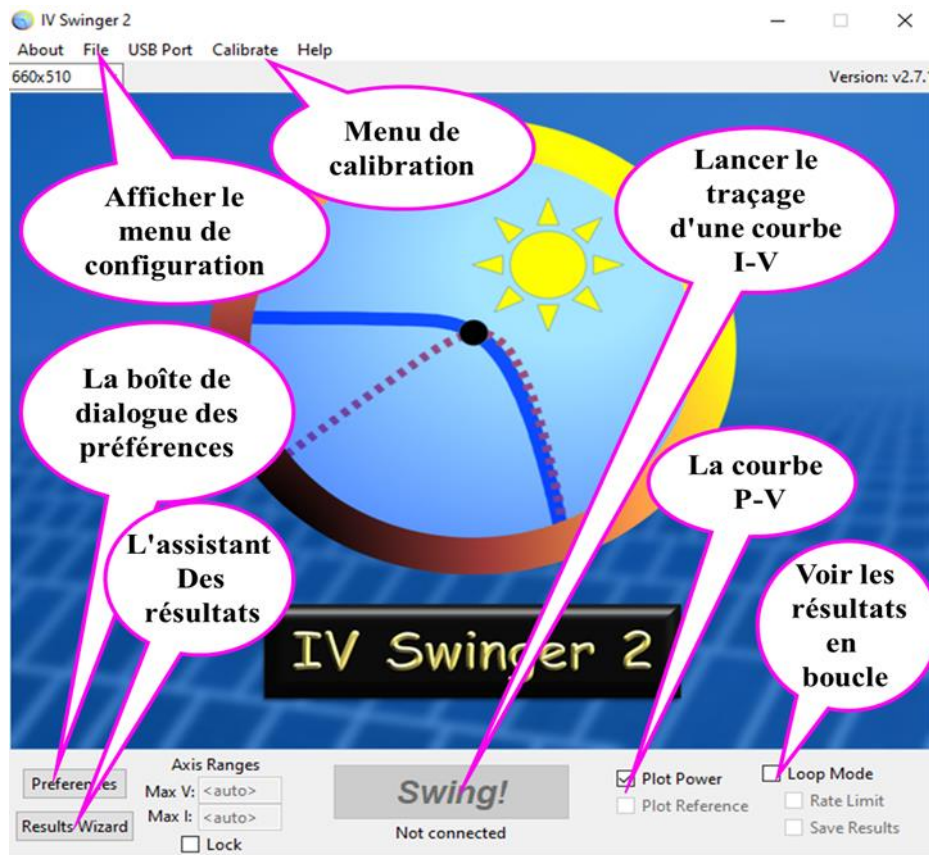 IV Swinger 2
About File USB Port Calibrate Help
660x510
Version: v2.7.1
Menu de
calibration
Lancer le
traçage
d'une courbe
I-V
Afficher le
menu de
configuration
La boîte de
dialogue des
préférences
La courbe
P-V
L'assistant
Des
résultats
Voir les
résultats
en
boucle
IV Swinger 2
Preferences
Results Wizard
Axis Ranges
Max V: <auto>
Max I: <auto>
Lock
Swing!
Not connected
Plot Power
Plot Reference
Loop Mode
Rate Limit
Save Results